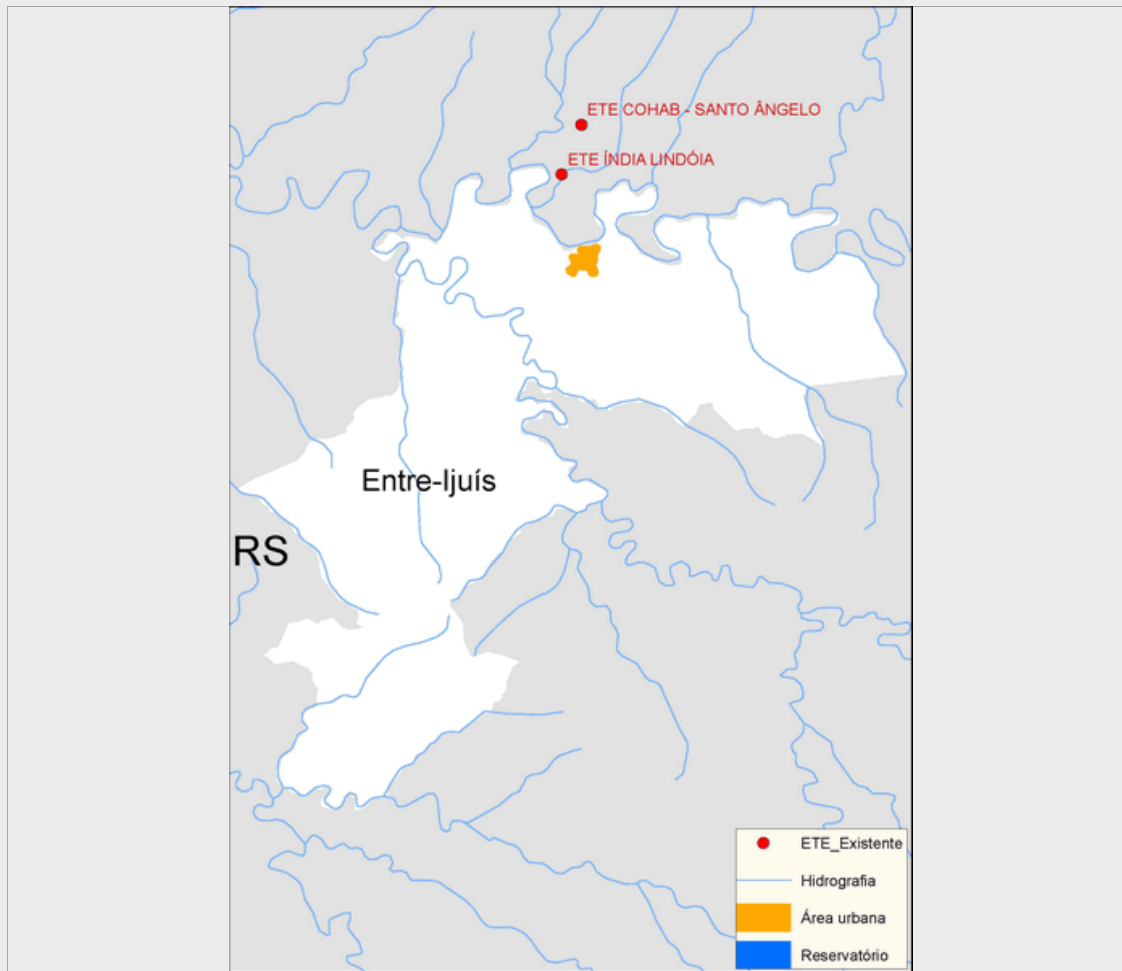 ETE COHAB - SANTO ÂNGELO
ETE ÍNDIA LINDÓIA
Entre-Ijuís
RS
ETE_Existente
Hidrografia
Área urbana
Reservatório